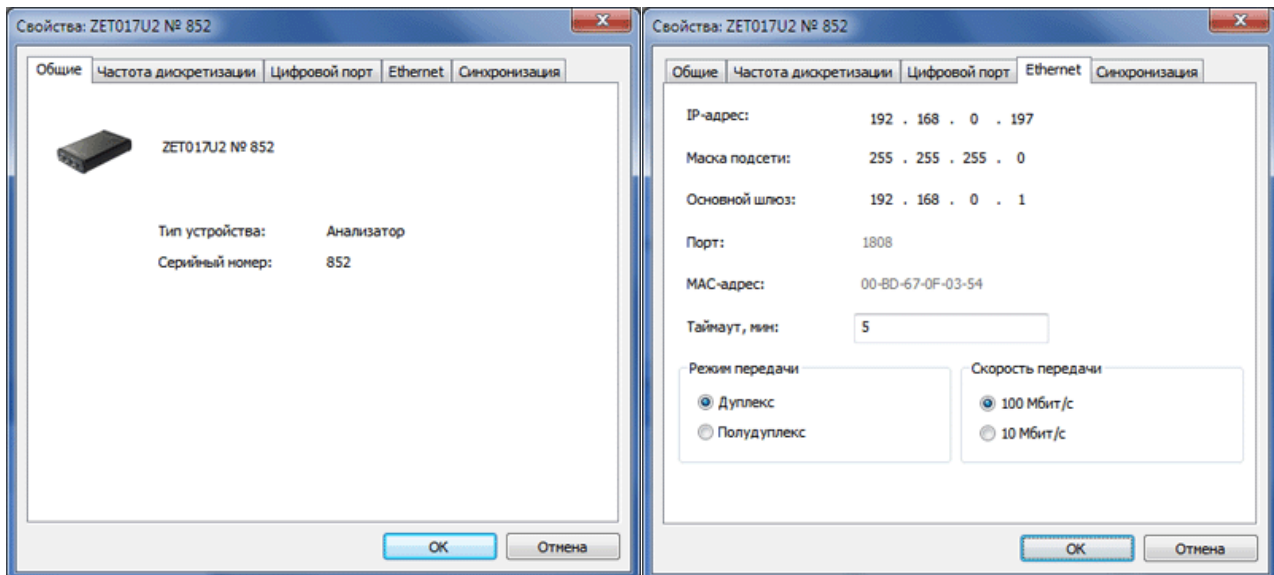 Свойства: ZET017U2 № 852
Общие Частота дискретизации Цифровой порт Ethernet Синхронизация
ZET017U2 № 852
Тип устройства: Анализатор
Серийный номер: 852
OK Отмена
Свойства: ZET017U2 № 852
Общие Частота дискретизации Цифровой порт Ethernet Синхронизация
IP-адрес: 192 . 168 . 0 . 197
Маска подсети: 255 . 255 . 255 . 0
Основной шлюз: 192 . 168 . 0 . 1
Порт: 1808
MAC-адрес: 00-BD-67-0F-03-54
Таймаут, мин: 5
Режим передачи Скорость передачи
Дуплекс 100 Мбит/с
Полудуплекс 10 Мбит/с
OK Отмена